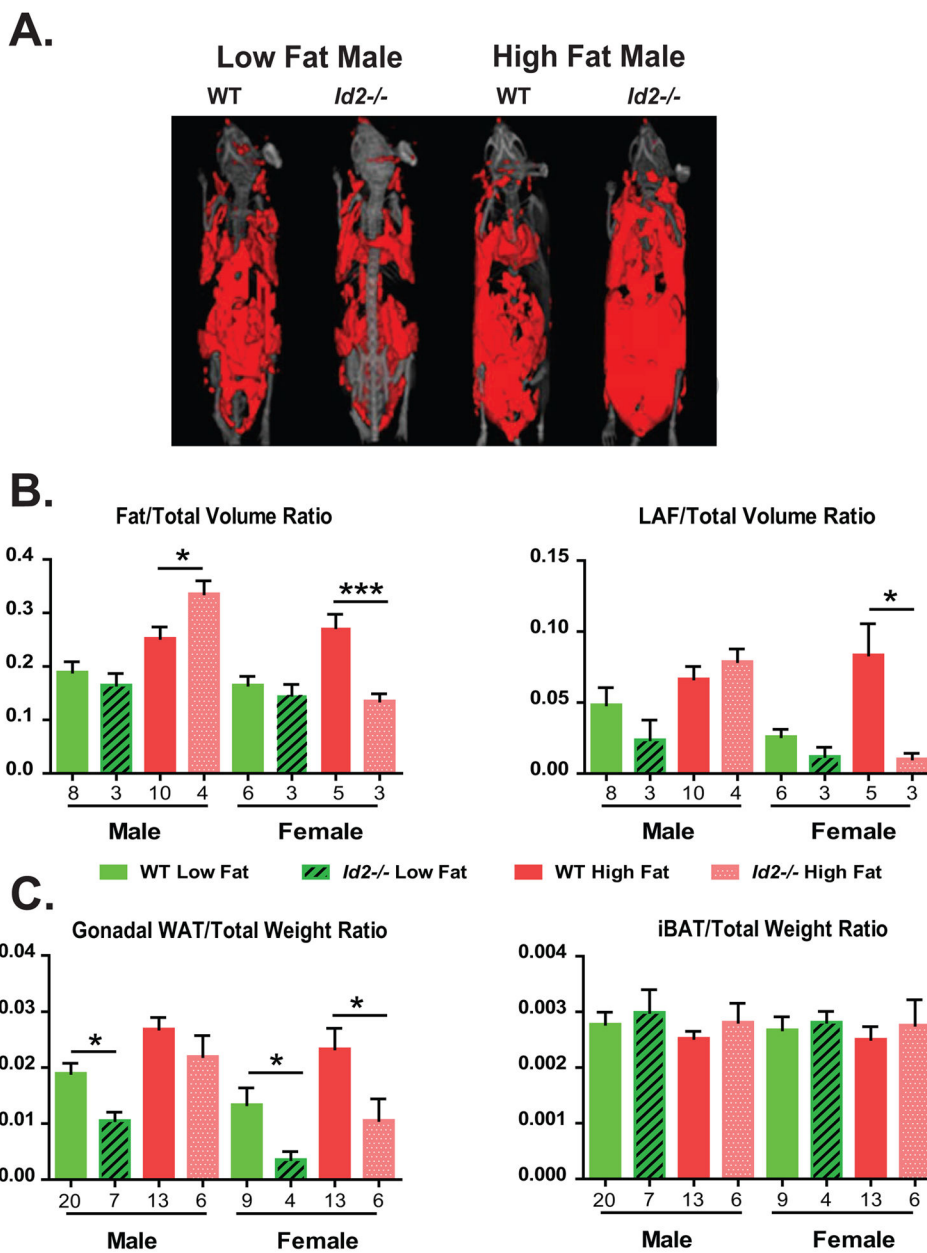 A.
Low Fat Male High Fat Male
WT Id2-/- WT Id2-/-
B.
Fat/Total Volume Ratio
0.4
0.3
0.2
0.1
0.0
*
***
8 3 10 4 6 3 5 3
Male Female
LAF/Total Volume Ratio
0.15
0.10
0.05
0.00
*
8 3 10 4 6 3 5 3
Male Female
WT Low Fat Id2-/- Low Fat WT High Fat Id2-/- High Fat
C.
Gonadal WAT/Total Weight Ratio
0.04
0.03
0.02
0.01
0.00
*
*
*
20 7 13 6 9 4 13 6
Male Female
iBAT/Total Weight Ratio
0.004
0.003
0.002
0.001
0.000
20 7 13 6 9 4 13 6
Male Female